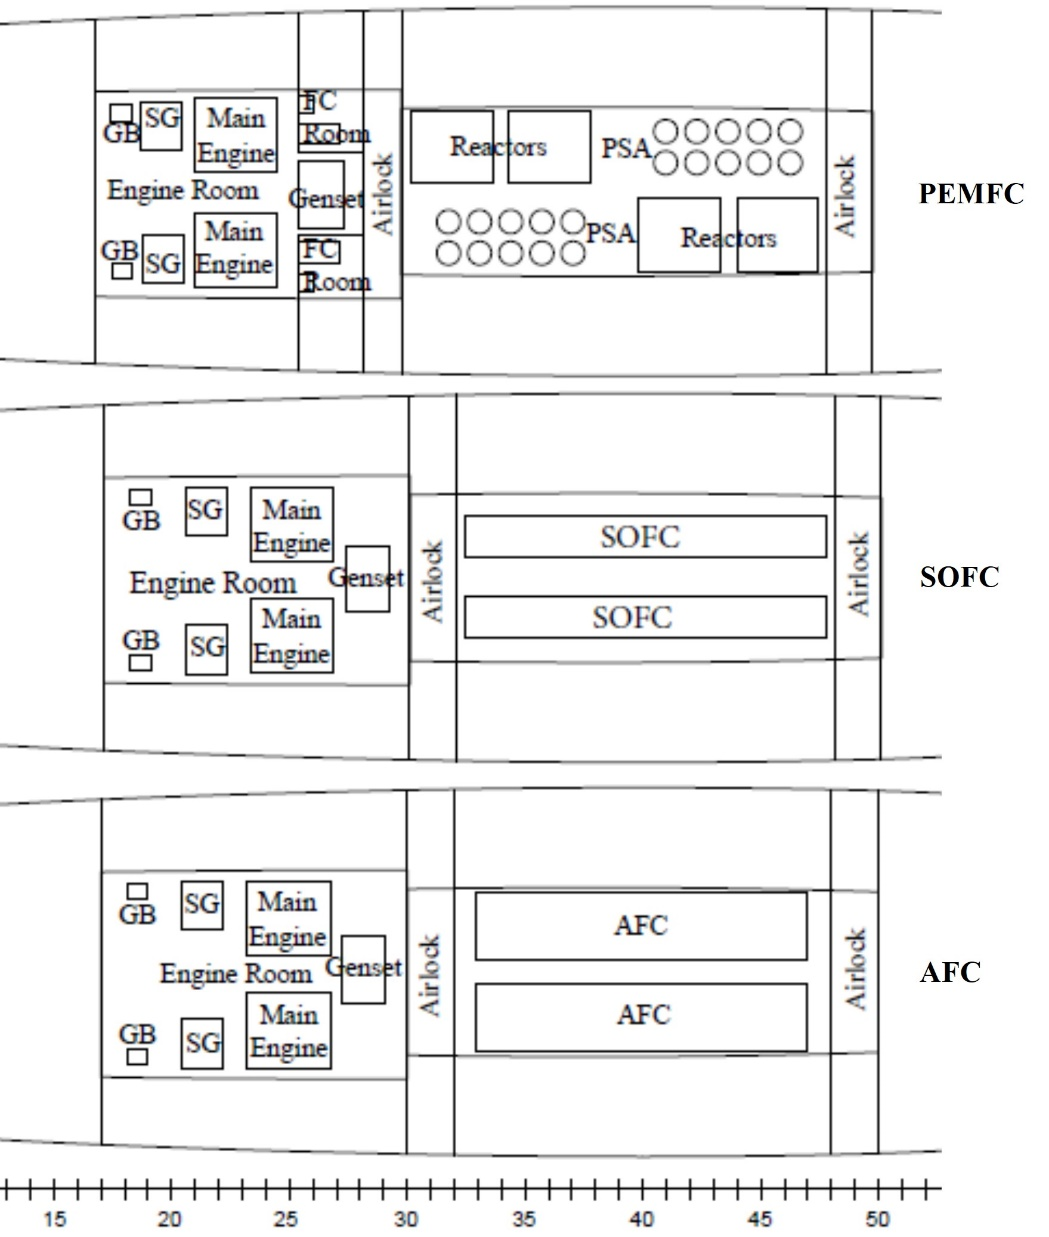 GB
SG
Main
Engine
FC
Room
Engine Room
Genset
Airlock
GB
SG
Main
Engine
FC
Room
Reactors
PSA
PSA
Reactors
Airlock
PEMFC
GB
SG
Main
Engine
Engine Room
Genset
GB
SG
Main
Engine
Airlock
SOFC
SOFC
Airlock
SOFC
GB
SG
Main
Engine
Engine Room
Genset
GB
SG
Main
Engine
Airlock
AFC
AFC
Airlock
AFC
15 20 25 30 35 40 45 50